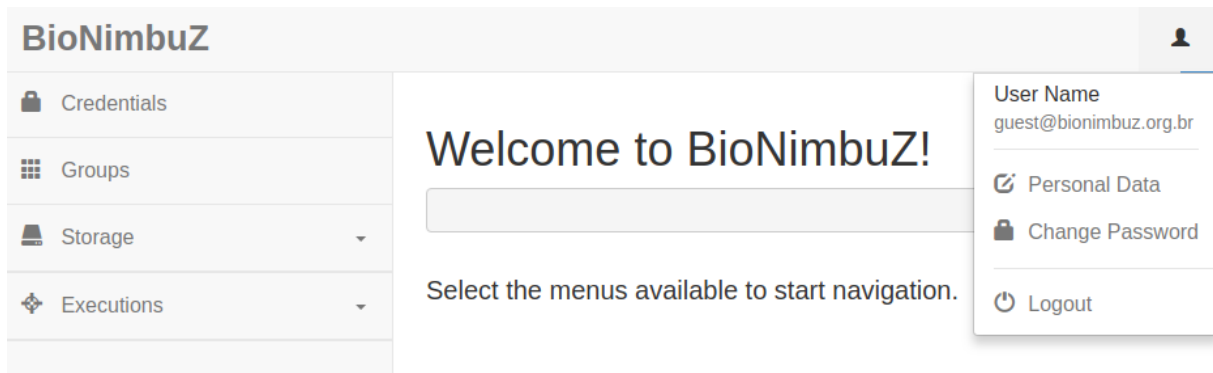 BioNimbuZ
Credentials
Groups
Storage
Executions
Welcome to BioNimbuZ!
Select the menus available to start navigation.
User Name
guest@bionimbuz.org.br
Personal Data
Change Password
Logout